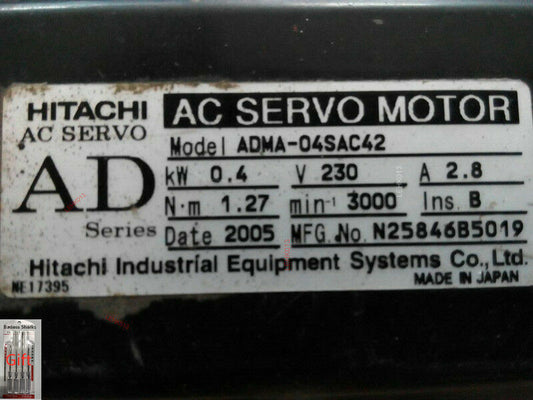 HITACHI
AC SERVO
AC SERVO MOTOR
AD
Series
Model ADMA-04SAC42
kW 0.4 V 230 A 2.8
N·m 1.27 min⁻¹ 3000 Ins. B
Date 2005 MFG.No. N25846B5019
Hitachi Industrial Equipment Systems Co.,Ltd.
NE17395
MADE IN JAPAN
Gift